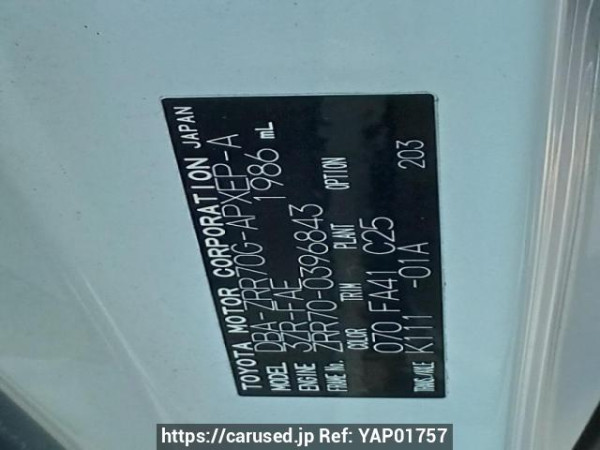 TOYOTA MOTOR CORPORATION JAPAN
MODEL DBA-ZRR70G-APXEP-A
ENGINE 3ZR-FAE 1986 mL
FRAME No. ZRR70-0396843
COLOR TRIM PLANT OPTION
070 FA41 C25
TRANS/AXLE K111 -01A 203
https://carused.jp Ref: YAP01757